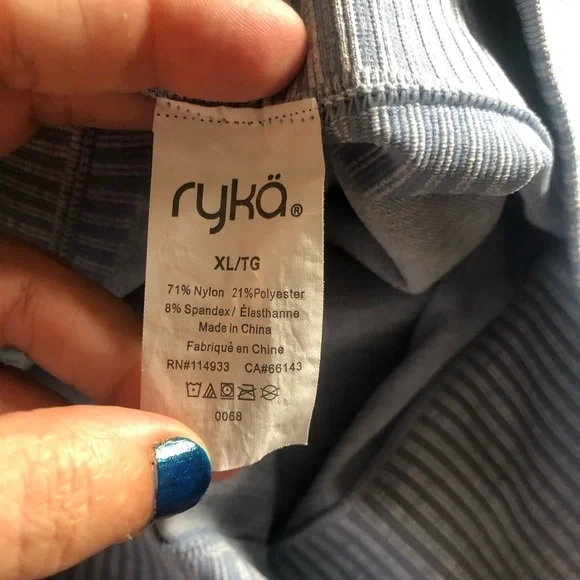 rykä®
XL/TG
71% Nylon 21%Polyester
8% Spandex/ Élasthanne
Made in China
Fabriqué en Chine
RN#114933 CA#66143
0068